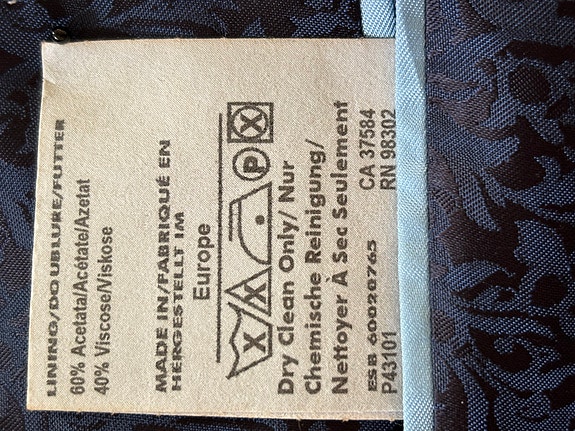 LINING/DOUBLURE/FUTTER
60% Acetata/Acétate/Azetat
40% Viscose/Viskose
MADE IN/FABRIQUÉ EN
HERGESTELLT IM
Europe
P
Dry Clean Only/ Nur
Chemische Reinigung/
Nettoyer À Sec Seulement
ESB 60020765 CA 37584
P43101 RN 98302